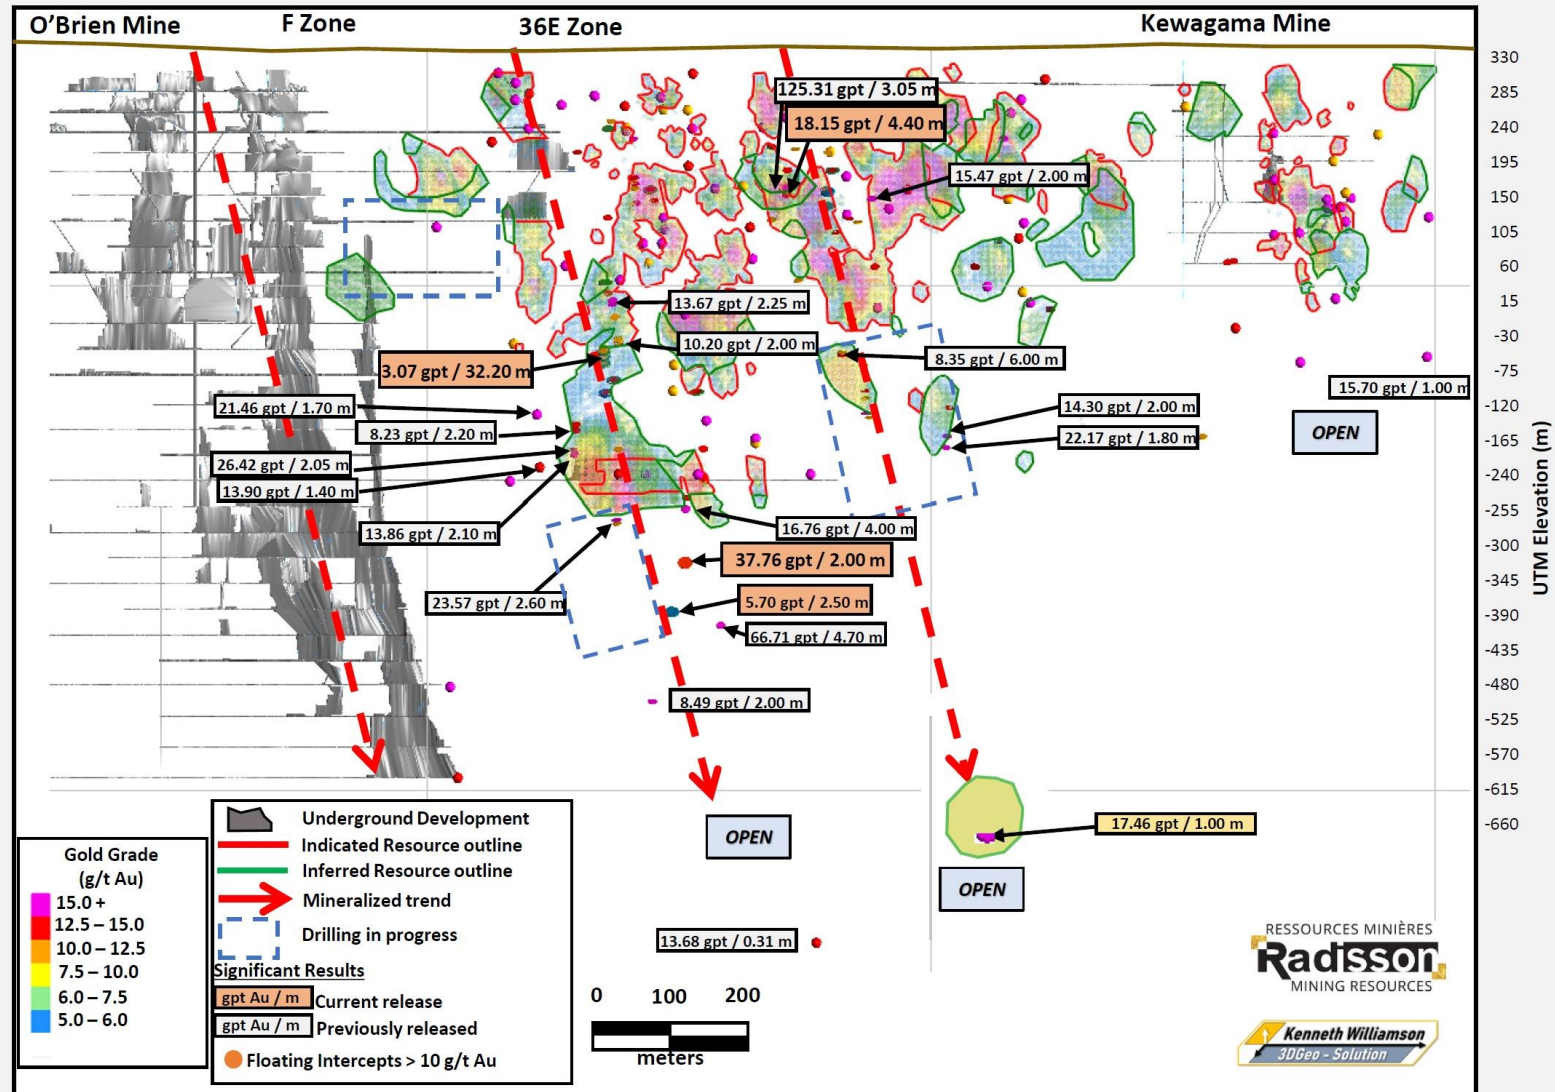 O'Brien Mine
F Zone
36E Zone
Kewagama Mine
330
285
240
195
150
105
60
15
-30
-75
-120
-165
-240
-255
-300
-345
-390
-435
-480
-525
-570
-615
-660
UTM Elevation (m)
125.31 gpt / 3.05 m
18.15 gpt / 4.40 m
15.47 gpt / 2.00 m
13.67 gpt / 2.25 m
10.20 gpt / 2.00 m
8.35 gpt / 6.00 m
3.07 gpt / 32.20 m
15.70 gpt / 1.00 m
21.46 gpt / 1.70 m
14.30 gpt / 2.00 m
8.23 gpt / 2.20 m
22.17 gpt / 1.80 m
OPEN
26.42 gpt / 2.05 m
13.90 gpt / 1.40 m
13.86 gpt / 2.10 m
16.76 gpt / 4.00 m
37.76 gpt / 2.00 m
23.57 gpt / 2.60 m
5.70 gpt / 2.50 m
66.71 gpt / 4.70 m
8.49 gpt / 2.00 m
17.46 gpt / 1.00 m
OPEN
OPEN
13.68 gpt / 0.31 m
Gold Grade
(g/t Au)
15.0 +
12.5 – 15.0
10.0 – 12.5
7.5 – 10.0
6.0 – 7.5
5.0 – 6.0
Underground Development
Indicated Resource outline
Inferred Resource outline
Mineralized trend
Drilling in progress
Significant Results
gpt Au / m Current release
gpt Au / m Previously released
Floating Intercepts > 10 g/t Au
0 100 200
meters
RESSOURCES MINIÈRES
Radisson
MINING RESOURCES
Kenneth Williamson
3DGeo - Solution